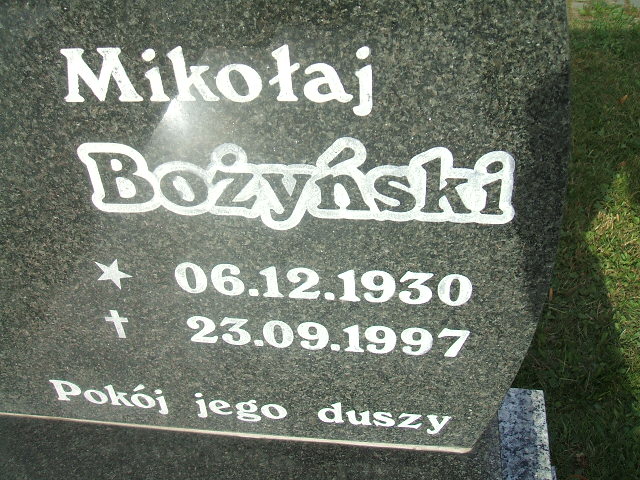 Mikołaj
Bożyński
★ 06.12.1930
✝ 23.09.1997
Pokój jego duszy